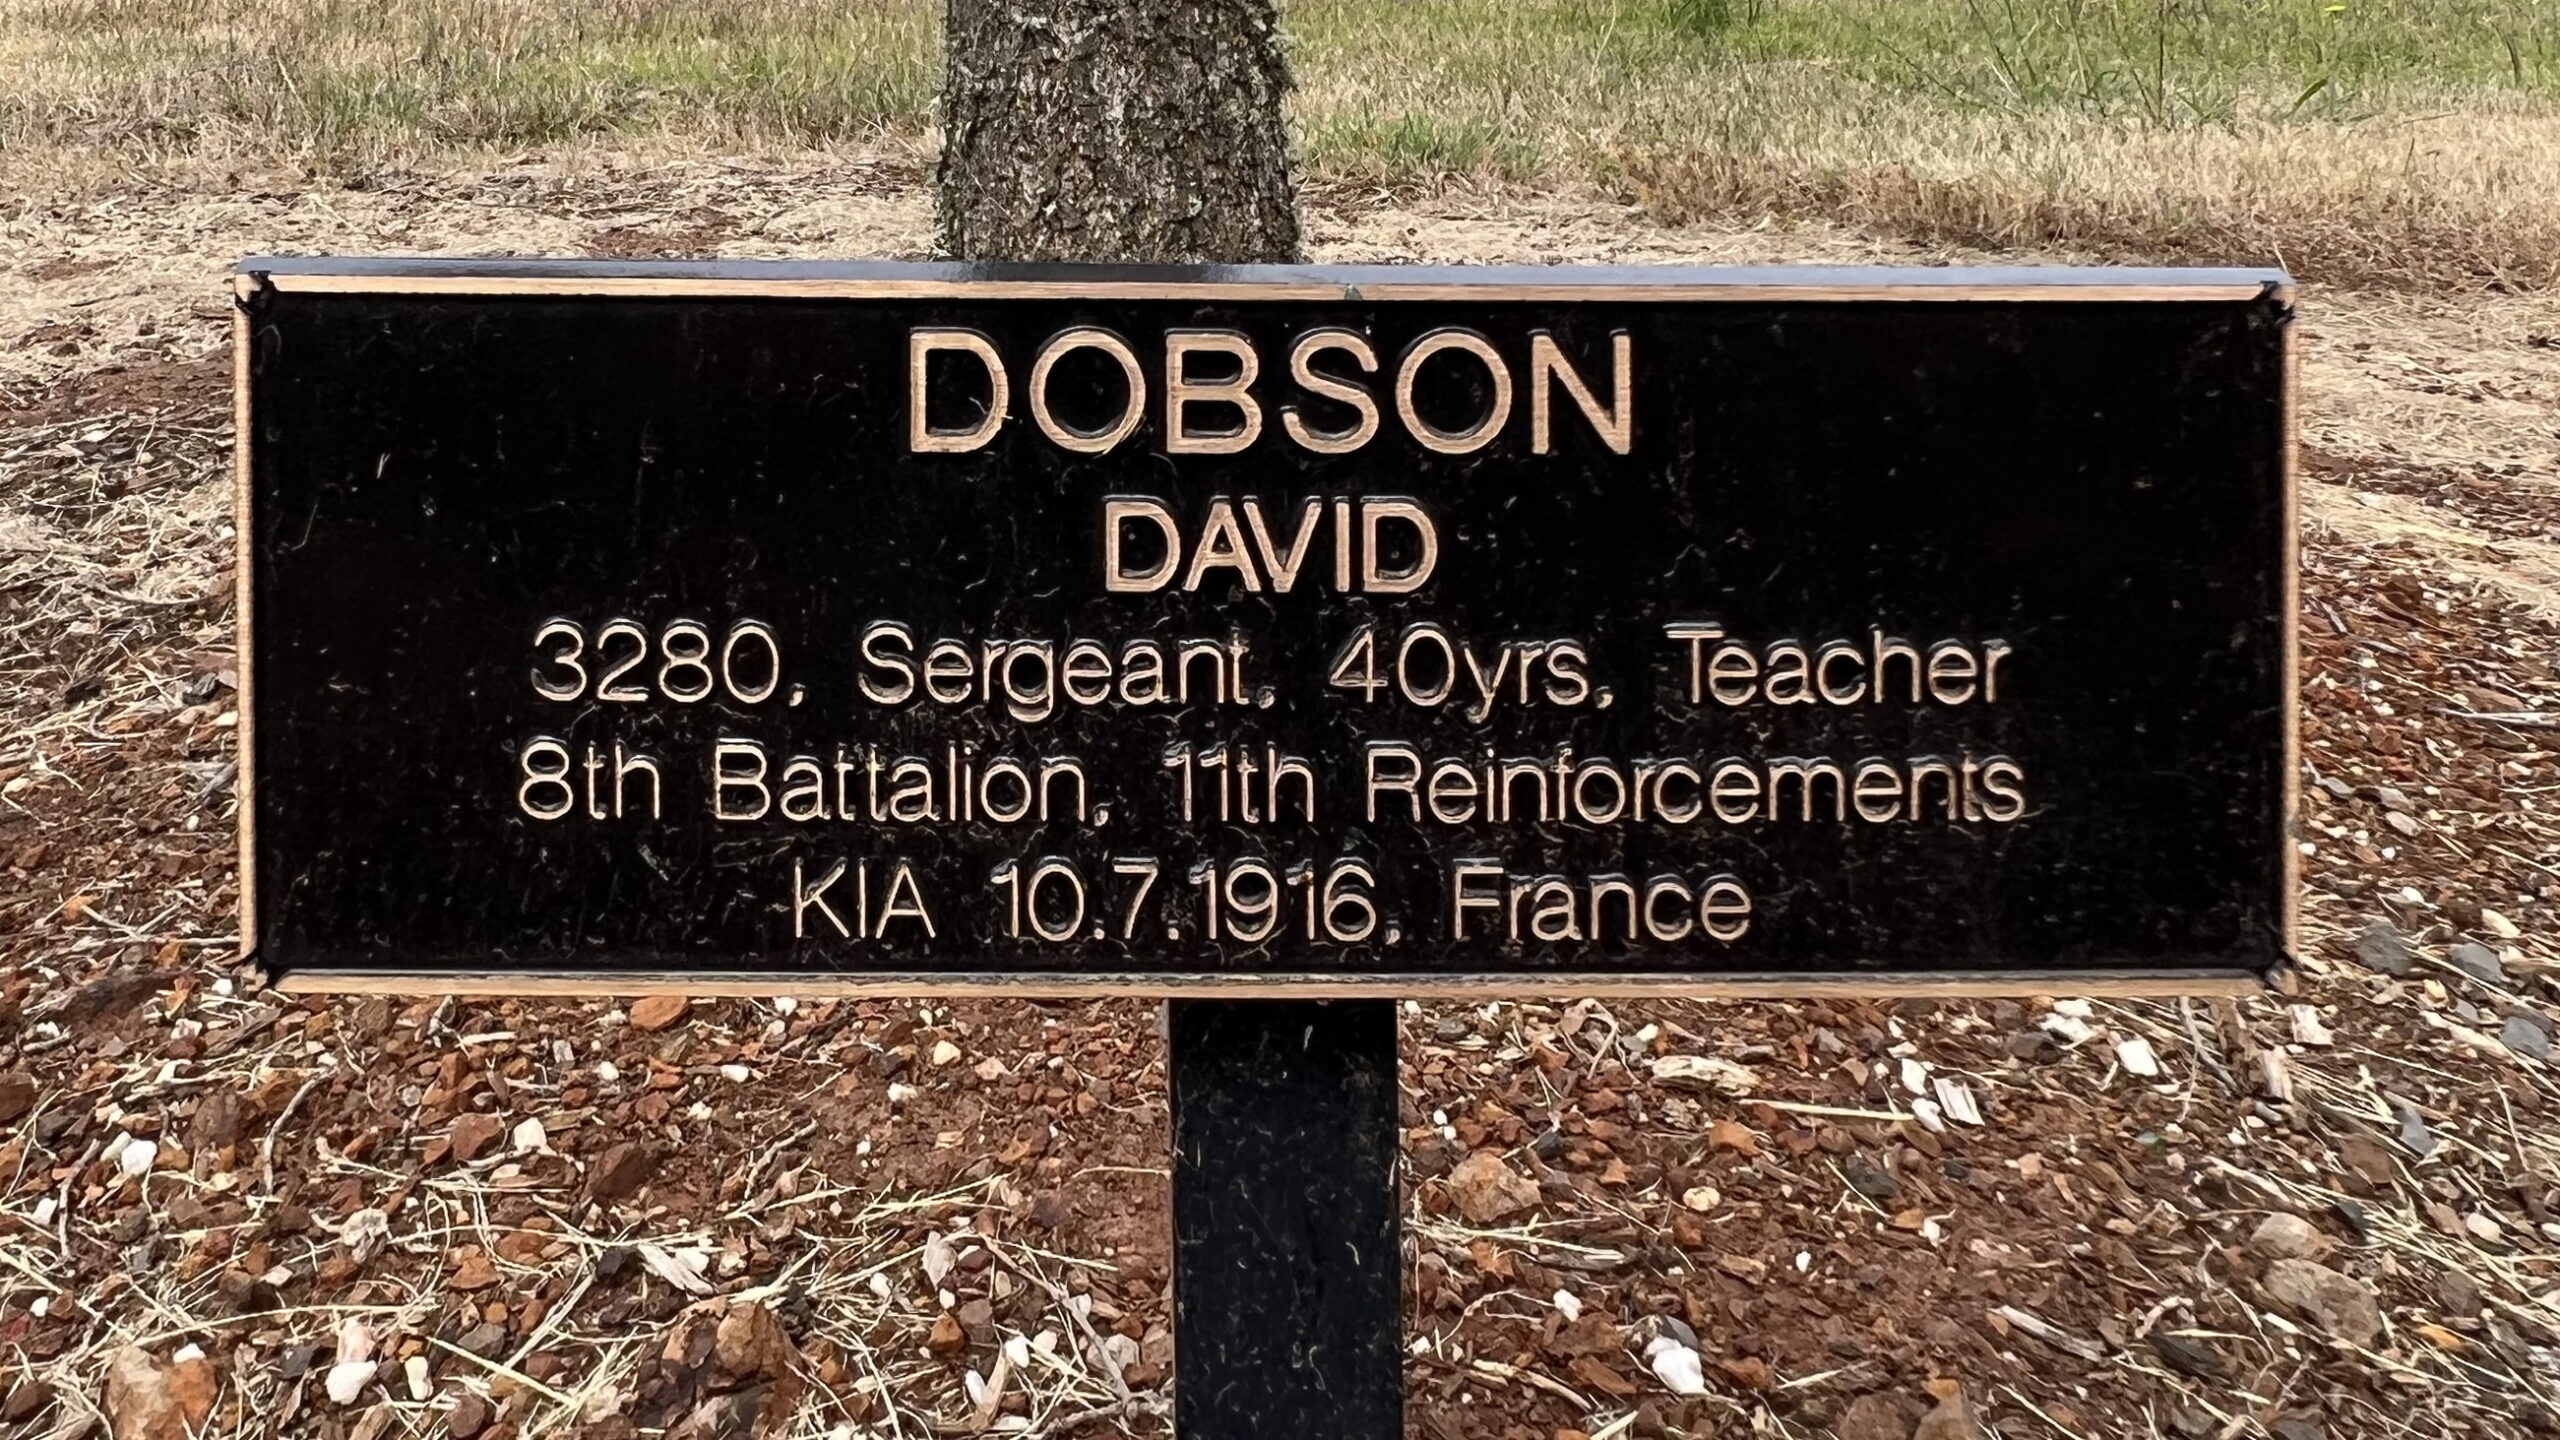 DOBSON
DAVID
3280, Sergeant, 40yrs, Teacher
8th Battalion, 11th Reinforcements
KIA 10.7.1916, France